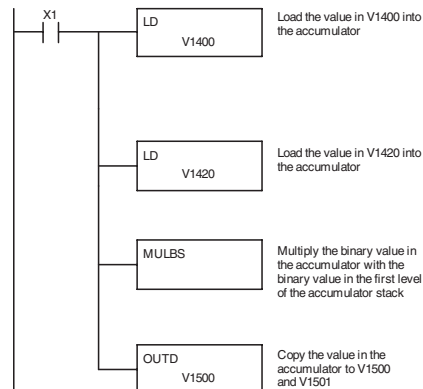 X1
LD
V1400
Load the value in V1400 into
the accumulator
LD
V1420
Load the value in V1420 into
the accumulator
MULBS
Multiply the binary value in
the accumulator with the
binary value in the first level
of the accumulator stack
OUTD
V1500
Copy the value in the
accumulator to V1500
and V1501